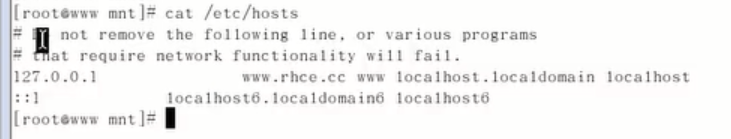 [root@www mnt]# cat /etc/hosts
# not remove the following line, or various programs
# that require network functionality will fail.
127.0.0.1 www.rhce.cc www localhost.localdomain localhost
::1 localhost6.localdomain6 localhost6
[root@www mnt]#